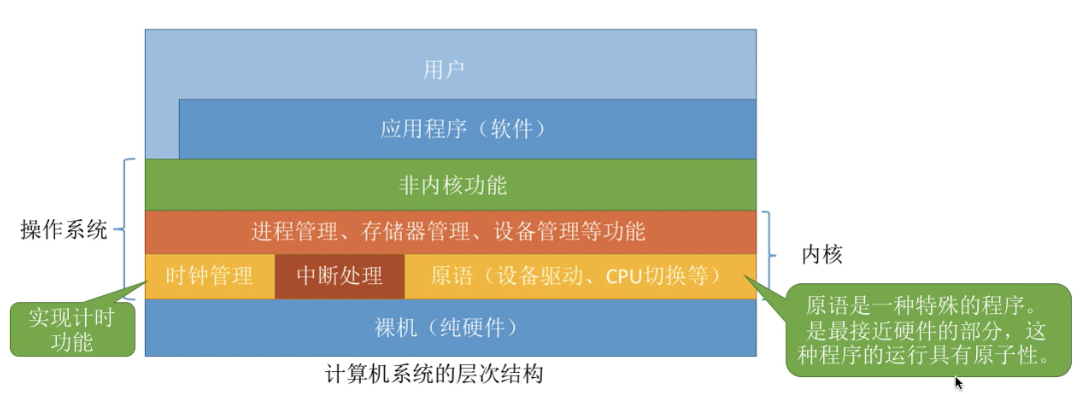 用户
应用程序（软件）
非内核功能
操作系统
进程管理、存储器管理、设备管理等功能
内核
时钟管理
中断处理
原语（设备驱动、CPU切换等）
实现计时
功能
裸机（纯硬件）
原语是一种特殊的程序。
是最接近硬件的部分，这
种程序的运行具有原子性。
计算机系统的层次结构